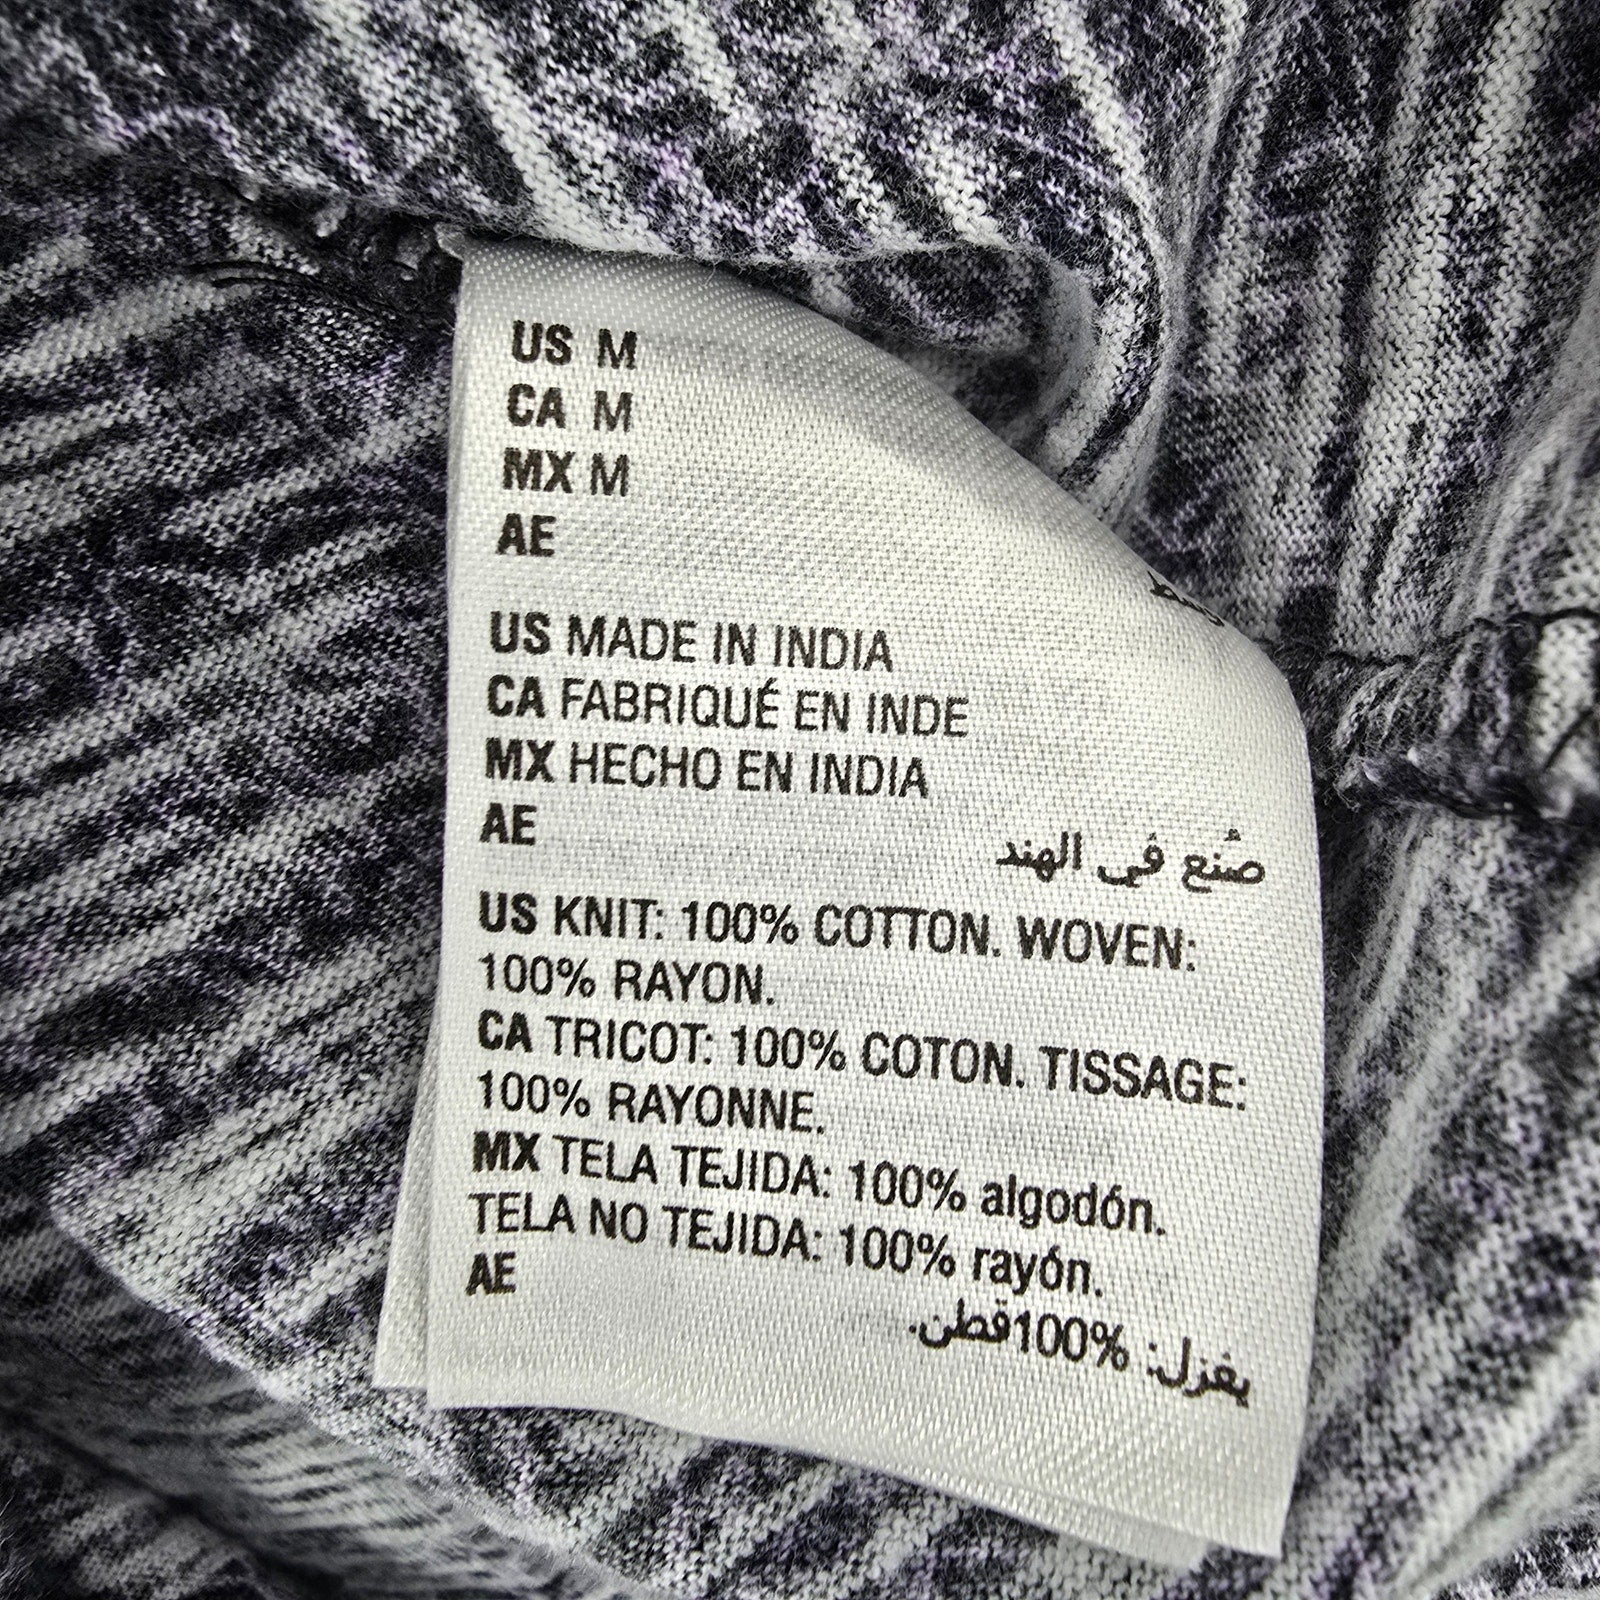 US M
CA M
MX M
AE
US MADE IN INDIA
CA FABRIQUÉ EN INDE
MX HECHO EN INDIA
AE
صُنع في الهند
US KNIT: 100% COTTON. WOVEN:
100% RAYON.
CA TRICOT: 100% COTON. TISSAGE:
100% RAYONNE.
MX TELA TEJIDA: 100% algodón.
TELA NO TEJIDA: 100% rayón.
AE
يغزل: 100% قطن.